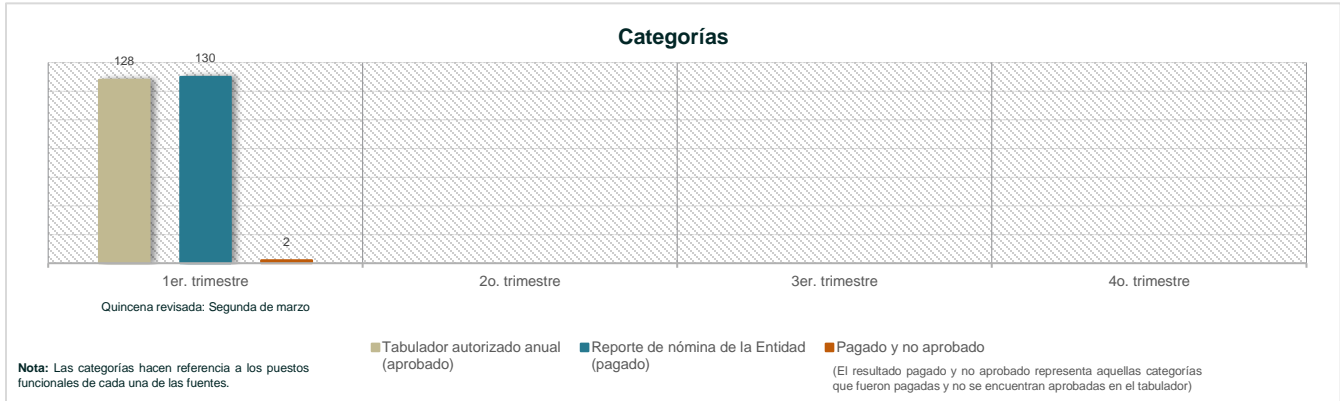 Categorías
128
130
2
1er. trimestre
2o. trimestre
3er. trimestre
4o. trimestre
Quincena revisada: Segunda de marzo
Tabulador autorizado anual
(aprobado)
Reporte de nómina de la Entidad
(pagado)
Pagado y no aprobado
(El resultado pagado y no aprobado representa aquellas categorías
que fueron pagadas y no se encuentran aprobadas en el tabulador)
Nota: Las categorías hacen referencia a los puestos
funcionales de cada una de las fuentes.